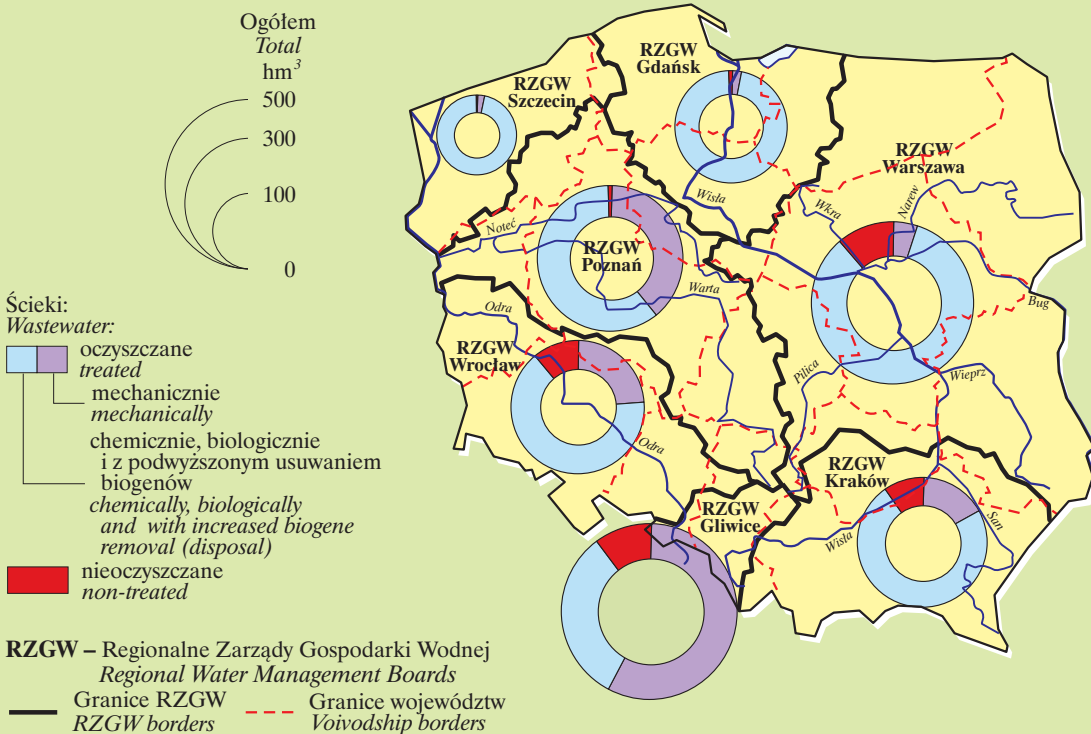 Ogółem
Total
hm³
500
300
100
0
Ścieki:
Wastewater:
oczyszczane
treated
mechanicznie
mechanically
chemicznie, biologicznie
i z podwyższonym usuwaniem
biogenów
chemically, biologically
and with increased biogene
removal (disposal)
nieoczyszczane
non-treated
RZGW – Regionalne Zarządy Gospodarki Wodnej
Regional Water Management Boards
Granice RZGW
RZGW borders
Granice województw
Voivodship borders
RZGW
Szczecin
RZGW
Gdańsk
RZGW
Warszawa
Wisła
Wkra
Narew
Noteć
RZGW
Poznań
Warta
Bug
Odra
RZGW
Wrocław
Pilica
Wieprz
Odra
RZGW
Kraków
RZGW
Gliwice
Wisła
San